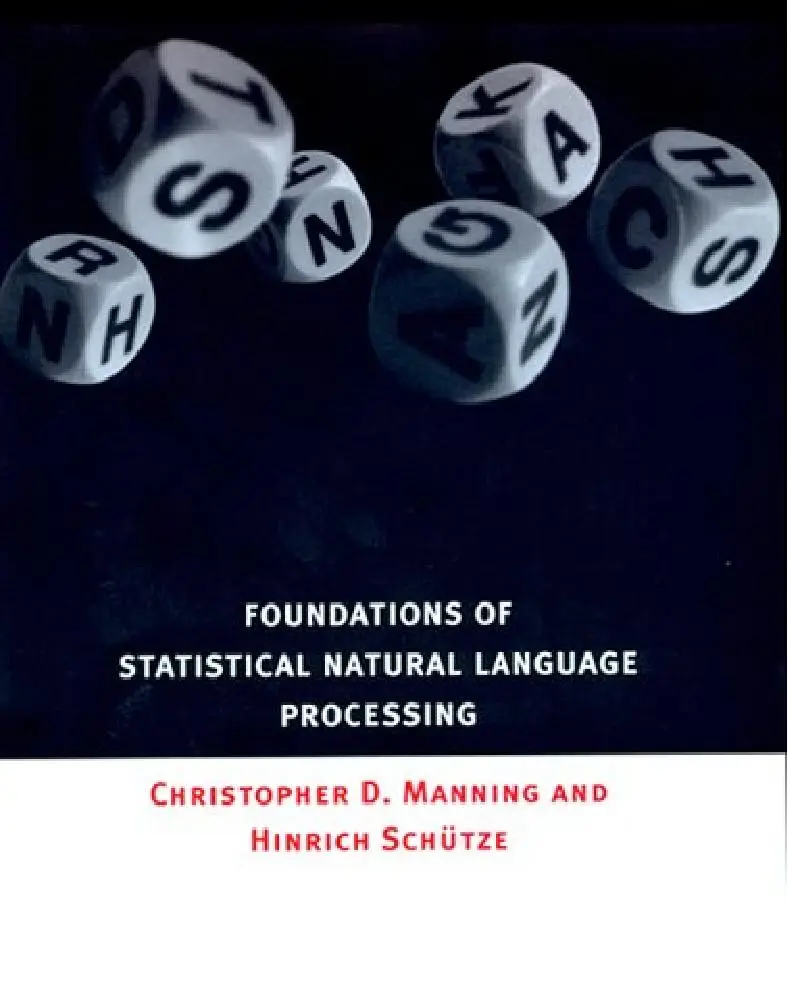 D I S
H N
K A Y
G A N
C H S
R N H
FOUNDATIONS OF
STATISTICAL NATURAL LANGUAGE
PROCESSING
CHRISTOPHER D. MANNING AND
HINRICH SCHÜTZE